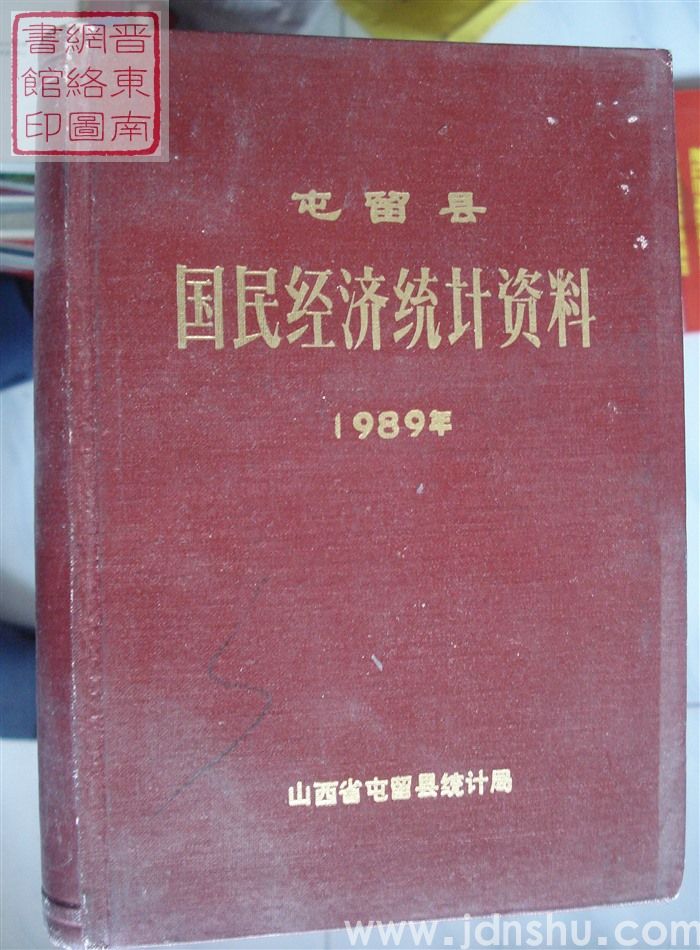 晋東南
網絡圖
書館印
屯留县
国民经济统计资料
1989年
山西省屯留县统计局
www.jdnshu.com